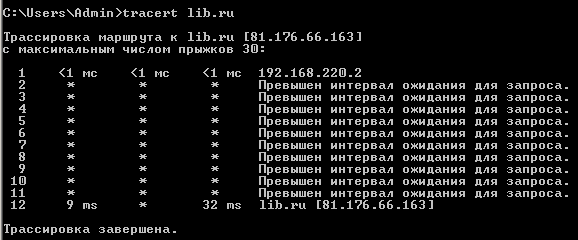 C:\Users\Admin>tracert lib.ru
Трассировка маршрута к lib.ru [81.176.66.163]
с максимальным числом прыжков 30:
1 <1 мс <1 мс <1 мс 192.168.220.2
2 * * * Превышен интервал ожидания для запроса.
3 * * * Превышен интервал ожидания для запроса.
4 * * * Превышен интервал ожидания для запроса.
5 * * * Превышен интервал ожидания для запроса.
6 * * * Превышен интервал ожидания для запроса.
7 * * * Превышен интервал ожидания для запроса.
8 * * * Превышен интервал ожидания для запроса.
9 * * * Превышен интервал ожидания для запроса.
10 * * * Превышен интервал ожидания для запроса.
11 * * * Превышен интервал ожидания для запроса.
12 9 ms * 32 ms lib.ru [81.176.66.163]
Трассировка завершена.